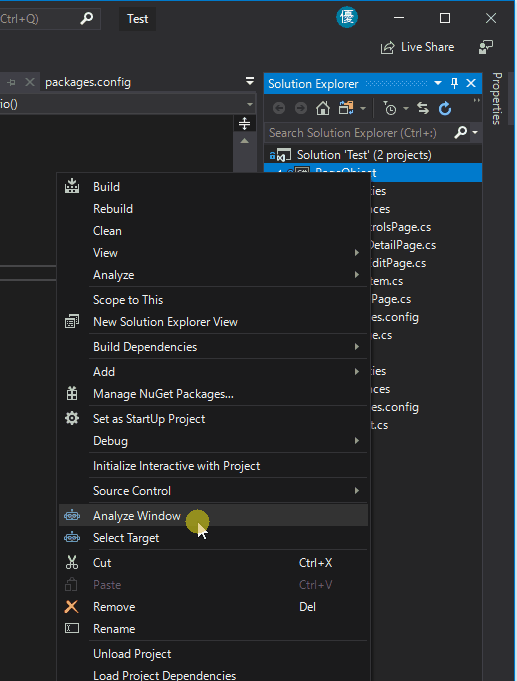 Ctrl+Q)
Test
優
Live Share
packages.config
io()
Solution Explorer
Properties
Search Solution Explorer (Ctrl+:)
Solution 'Test' (2 projects)
PageObject
ies
nces
rolsPage.cs
DetailPage.cs
EditPage.cs
tem.cs
Page.cs
es.config
e.cs
ies
nces
es.config
t.cs
Build
Rebuild
Clean
View
Analyze
Scope to This
New Solution Explorer View
Build Dependencies
Add
Manage NuGet Packages...
Set as StartUp Project
Debug
Initialize Interactive with Project
Source Control
Analyze Window
Select Target
Cut Ctrl+X
Paste Ctrl+V
Remove Del
Rename
Unload Project
Load Project Dependencies